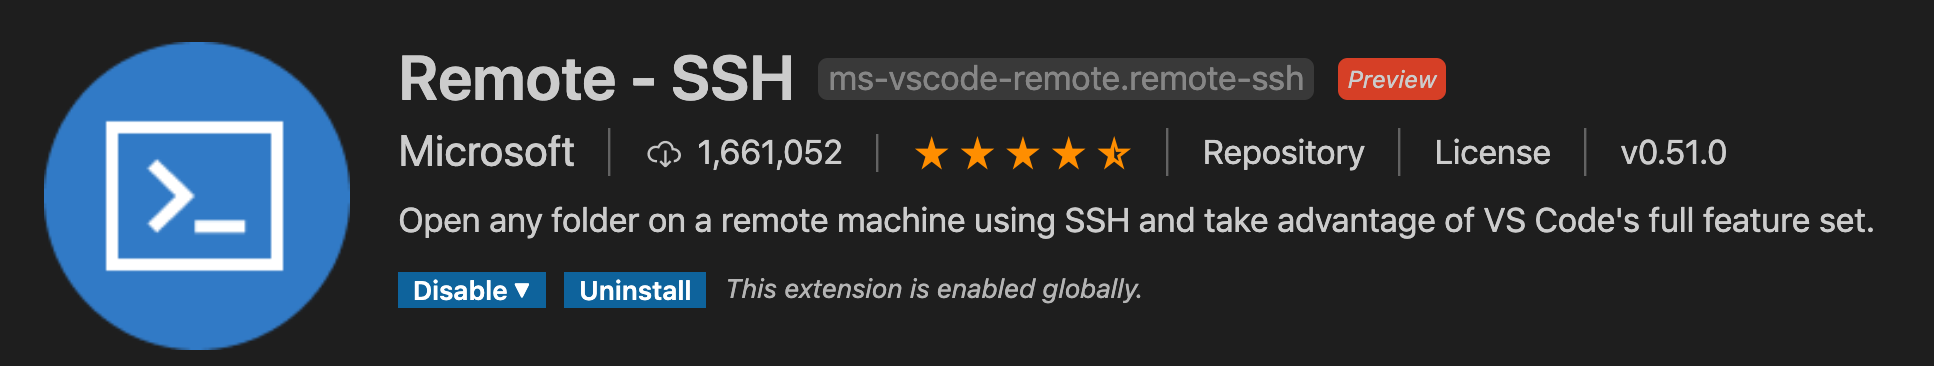 Remote - SSH ms-vscode-remote.remote-ssh Preview
Microsoft 1,661,052 Repository License v0.51.0
Open any folder on a remote machine using SSH and take advantage of VS Code's full feature set.
Disable Uninstall This extension is enabled globally.